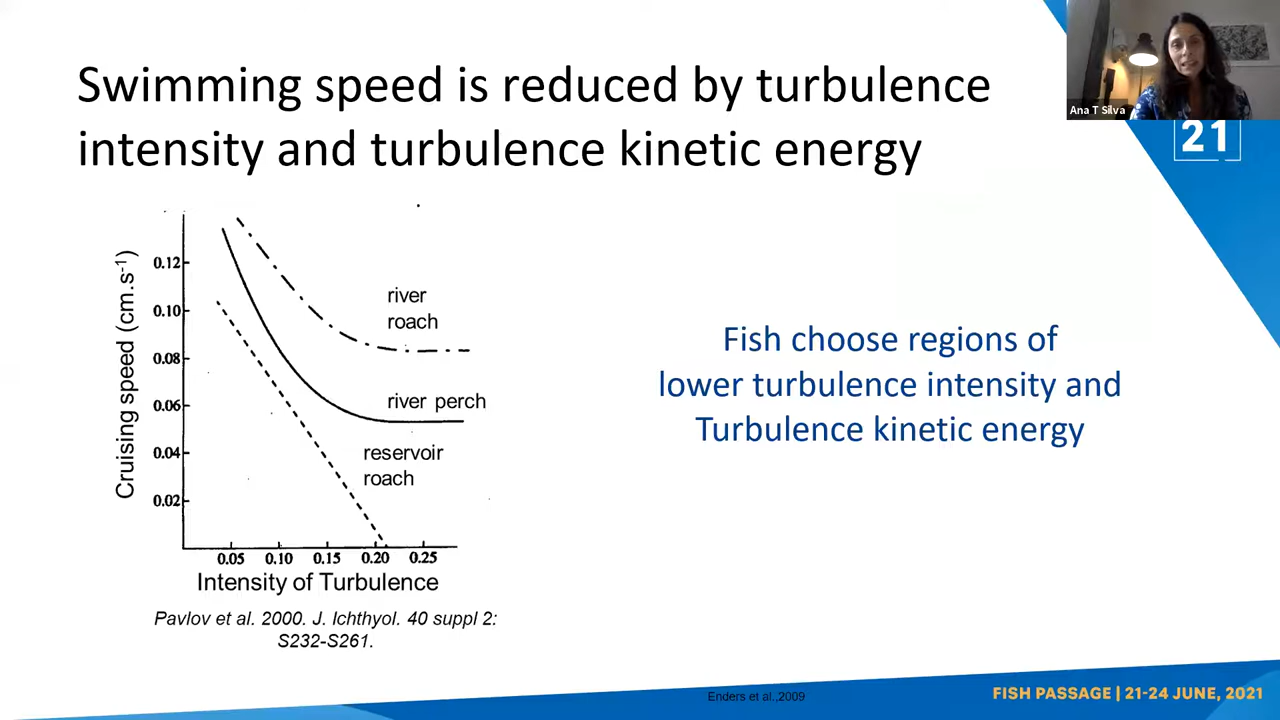 Swimming speed is reduced by turbulence
intensity and turbulence kinetic energy
Ana T Silva
21
Cruising speed (cm.s-1)
0.12
0.10
0.08
0.06
0.04
0.02
river
roach
river perch
reservoir
roach
0.05 0.10 0.15 0.20 0.25
Intensity of Turbulence
Pavlov et al. 2000. J. Ichthyol. 40 suppl 2:
S232-S261.
Fish choose regions of
lower turbulence intensity and
Turbulence kinetic energy
Enders et al.,2009
FISH PASSAGE | 21-24 JUNE, 2021